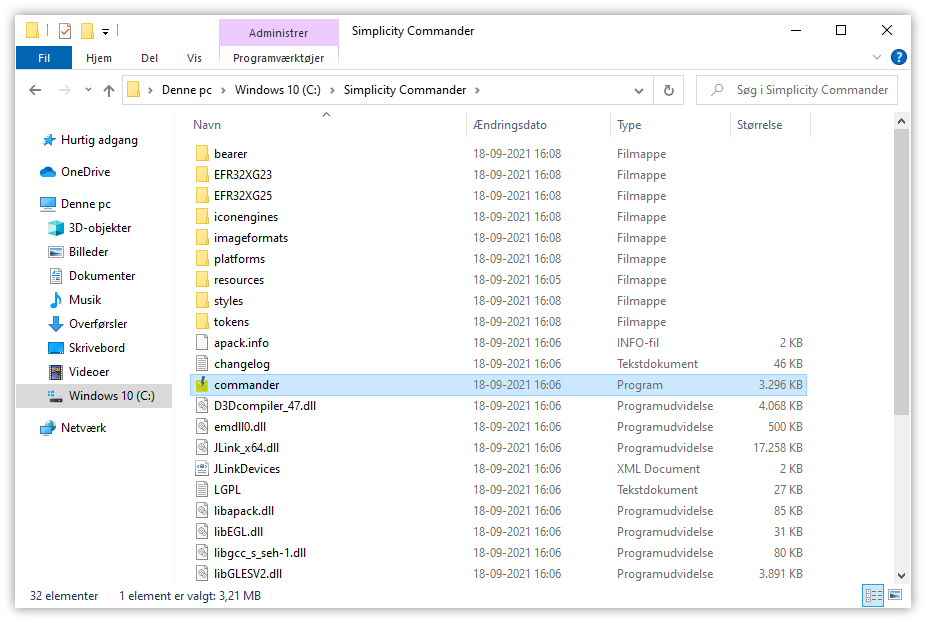 Administrer Simplicity Commander
Fil Hjem Del Vis Programværktøjer ?
Denne pc > Windows 10 (C:) > Simplicity Commander > Søg i Simplicity Commander
Hurtig adgang
OneDrive
Denne pc
3D-objekter
Billeder
Dokumenter
Musik
Overførsler
Skrivebord
Videoer
Windows 10 (C:)
Netværk
Navn Ændringsdato Type Størrelse
bearer 18-09-2021 16:08 Filmappe
EFR32XG23 18-09-2021 16:08 Filmappe
EFR32XG25 18-09-2021 16:08 Filmappe
iconengines 18-09-2021 16:08 Filmappe
imageformats 18-09-2021 16:08 Filmappe
platforms 18-09-2021 16:08 Filmappe
resources 18-09-2021 16:05 Filmappe
styles 18-09-2021 16:08 Filmappe
tokens 18-09-2021 16:08 Filmappe
apack.info 18-09-2021 16:06 INFO-fil 2 KB
changelog 18-09-2021 16:06 Tekstdokument 46 KB
commander 18-09-2021 16:06 Program 3.296 KB
D3Dcompiler_47.dll 18-09-2021 16:06 Programudvidelse 4.068 KB
emdll0.dll 18-09-2021 16:06 Programudvidelse 500 KB
JLink_x64.dll 18-09-2021 16:06 Programudvidelse 17.258 KB
JLinkDevices 18-09-2021 16:06 XML Document 2 KB
LGPL 18-09-2021 16:06 Tekstdokument 27 KB
libapack.dll 18-09-2021 16:06 Programudvidelse 85 KB
libEGL.dll 18-09-2021 16:06 Programudvidelse 31 KB
libgcc_s_seh-1.dll 18-09-2021 16:06 Programudvidelse 80 KB
libGLESV2.dll 18-09-2021 16:06 Programudvidelse 3.891 KB
32 elementer 1 element er valgt: 3,21 MB